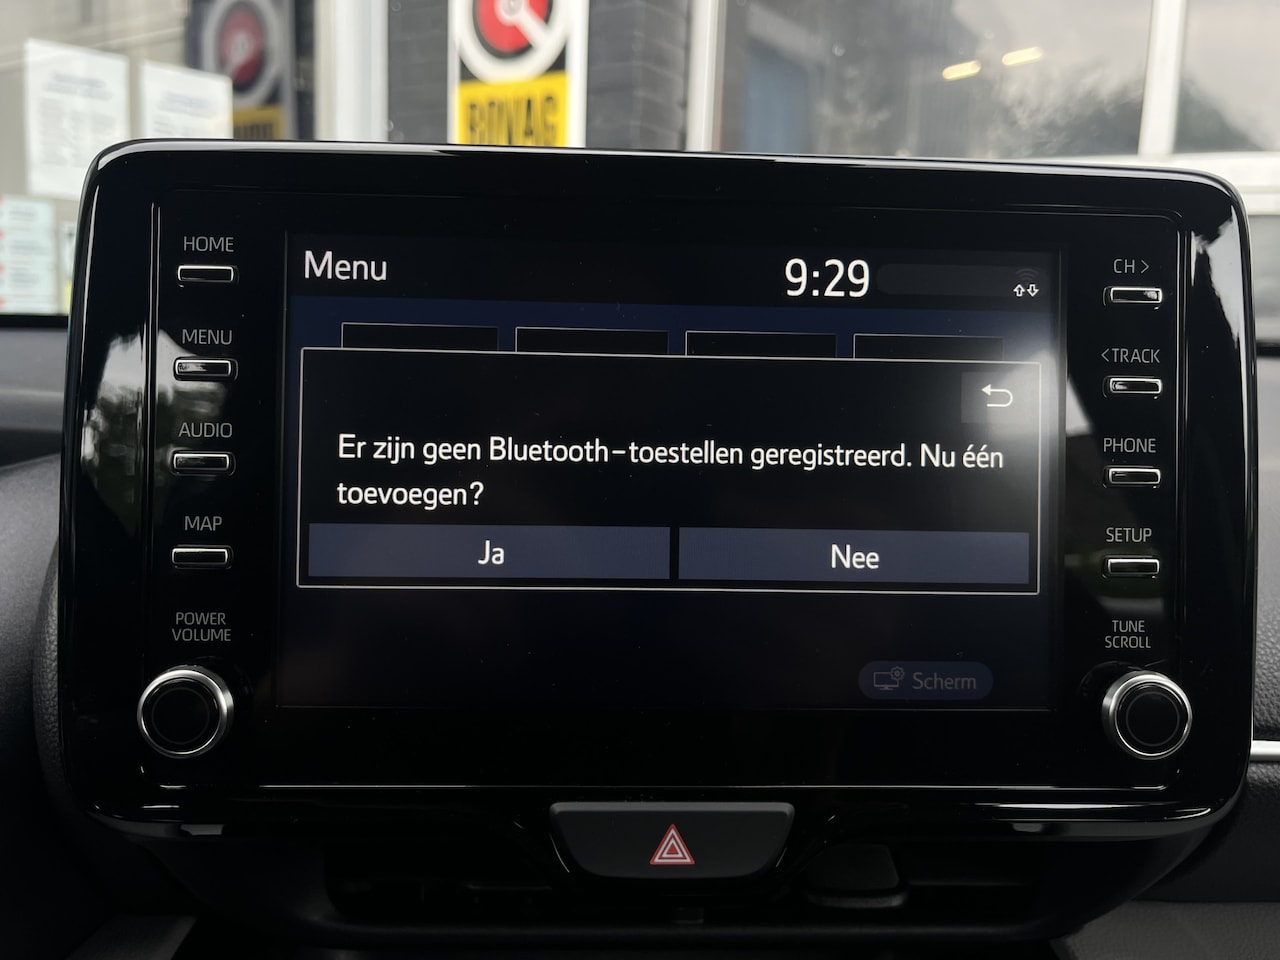 BOVAG
HOME
MENU
AUDIO
MAP
POWER
VOLUME
Menu
9:29
Er zijn geen Bluetooth-toestellen geregistreerd. Nu één
toevoegen?
Ja
Nee
Scherm
CH >
<TRACK
PHONE
SETUP
TUNE
SCROLL